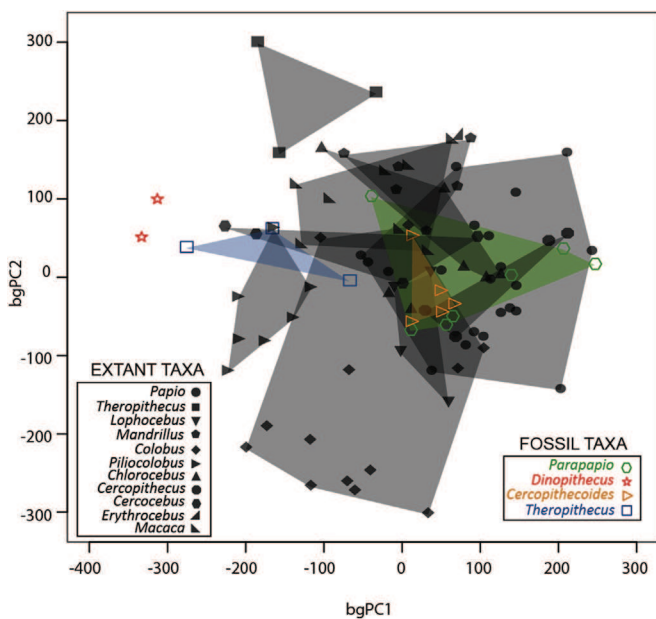 300
200
100
0
-100
-200
-300
bgPC2
EXTANT TAXA
Papio
Theropithecus
Lophocebus
Mandrillus
Colobus
Piliocolobus
Chlorocebus
Cercopithecus
Cercocebus
Erythrocebus
Macaca
FOSSIL TAXA
Parapapio
Dinopithecus
Cercopithecoides
Theropithecus
-400 -300 -200 -100 0 100 200 300
bgPC1